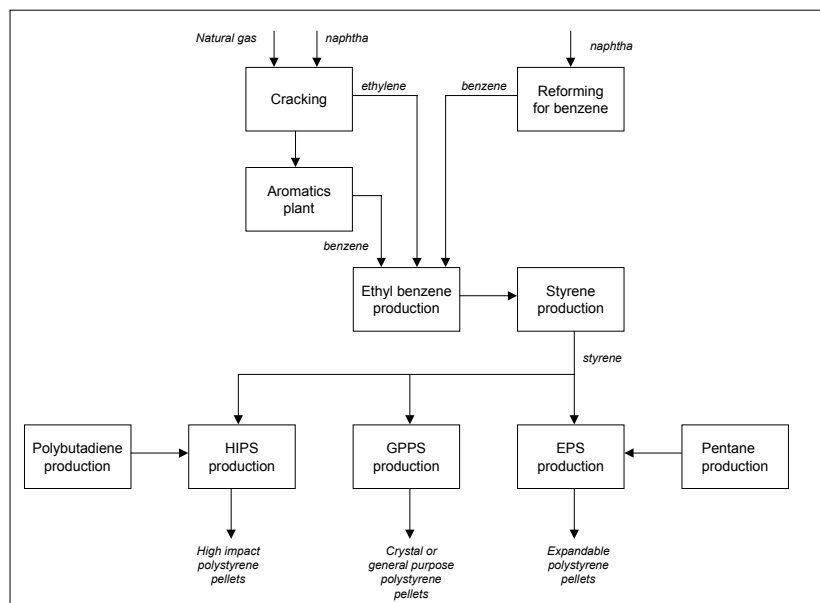 Natural gas
naphtha
naphtha
Cracking
ethylene
benzene
Reforming
for benzene
Aromatics
plant
benzene
Ethyl benzene
production
Styrene
production
styrene
Polybutadiene
production
HIPS
production
GPPS
production
EPS
production
Pentane
production
High impact
polystyrene
pellets
Crystal or
general purpose
polystyrene
pellets
Expandable
polystyrene
pellets